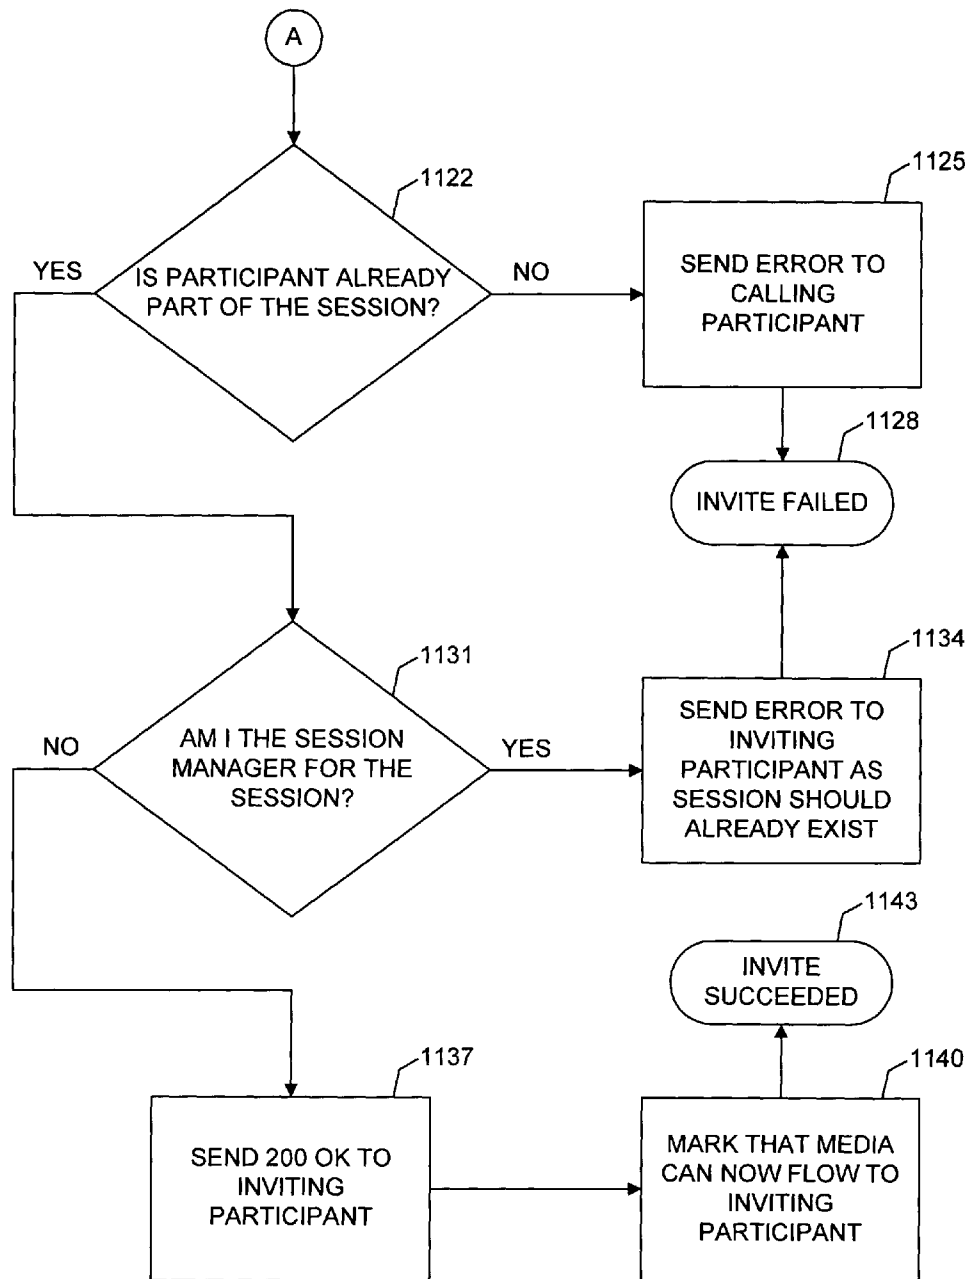 A
1122
1125
YES
IS PARTICIPANT ALREADY
PART OF THE SESSION?
NO
SEND ERROR TO
CALLING
PARTICIPANT
1128
INVITE FAILED
1131
1134
NO
AM I THE SESSION
MANAGER FOR THE
SESSION?
YES
SEND ERROR TO
INVITING
PARTICIPANT AS
SESSION SHOULD
ALREADY EXIST
1143
INVITE
SUCCEEDED
1137
1140
SEND 200 OK TO
INVITING
PARTICIPANT
MARK THAT MEDIA
CAN NOW FLOW TO
INVITING
PARTICIPANT